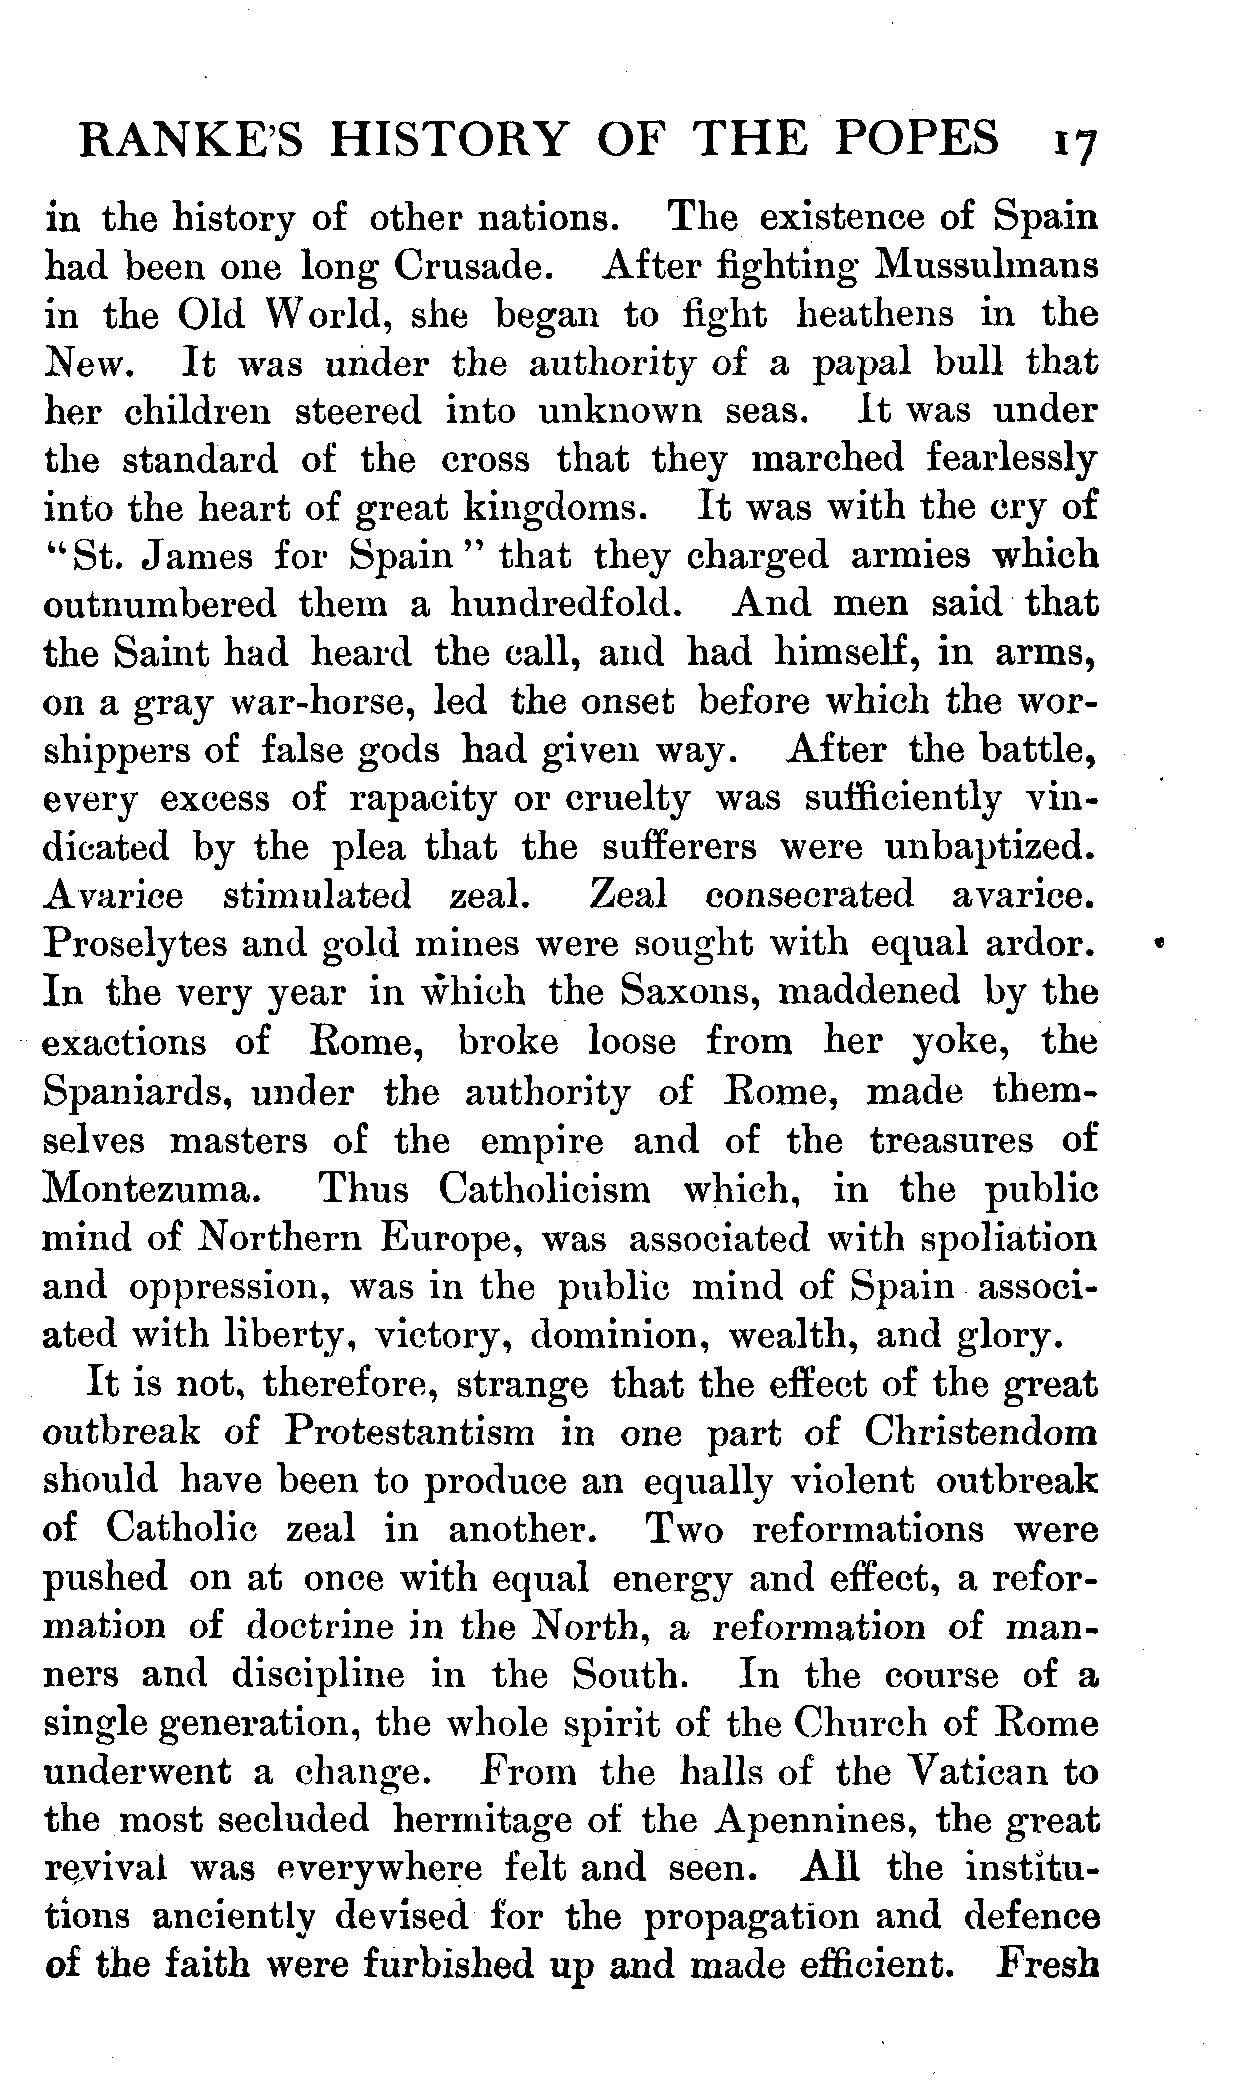 RANKE'S HISTORY OF THE POPES 17
in the history of other nations. The existence of Spain
had been one long Crusade. After fighting Mussulmans
in the Old World, she began to fight heathens in the
New. It was under the authority of a papal bull that
her children steered into unknown seas. It was under
the standard of the cross that they marched fearlessly
into the heart of great kingdoms. It was with the cry of
"St. James for Spain" that they charged armies which
outnumbered them a hundredfold. And men said that
the Saint had heard the call, and had himself, in arms,
on a gray war-horse, led the onset before which the wor-
shippers of false gods had given way. After the battle,
every excess of rapacity or cruelty was sufficiently vin-
dicated by the plea that the sufferers were unbaptized.
Avarice stimulated zeal. Zeal consecrated avarice.
Proselytes and gold mines were sought with equal ardor.
In the very year in which the Saxons, maddened by the
exactions of Rome, broke loose from her yoke, the
Spaniards, under the authority of Rome, made them-
selves masters of the empire and of the treasures of
Montezuma. Thus Catholicism which, in the public
mind of Northern Europe, was associated with spoliation
and oppression, was in the public mind of Spain associ-
ated with liberty, victory, dominion, wealth, and glory.
It is not, therefore, strange that the effect of the great
outbreak of Protestantism in one part of Christendom
should have been to produce an equally violent outbreak
of Catholic zeal in another. Two reformations were
pushed on at once with equal energy and effect, a refor-
mation of doctrine in the North, a reformation of man-
ners and discipline in the South. In the course of a
single generation, the whole spirit of the Church of Rome
underwent a change. From the halls of the Vatican to
the most secluded hermitage of the Apennines, the great
revival was everywhere felt and seen. All the institu-
tions anciently devised for the propagation and defence
of the faith were furbished up and made efficient. Fresh